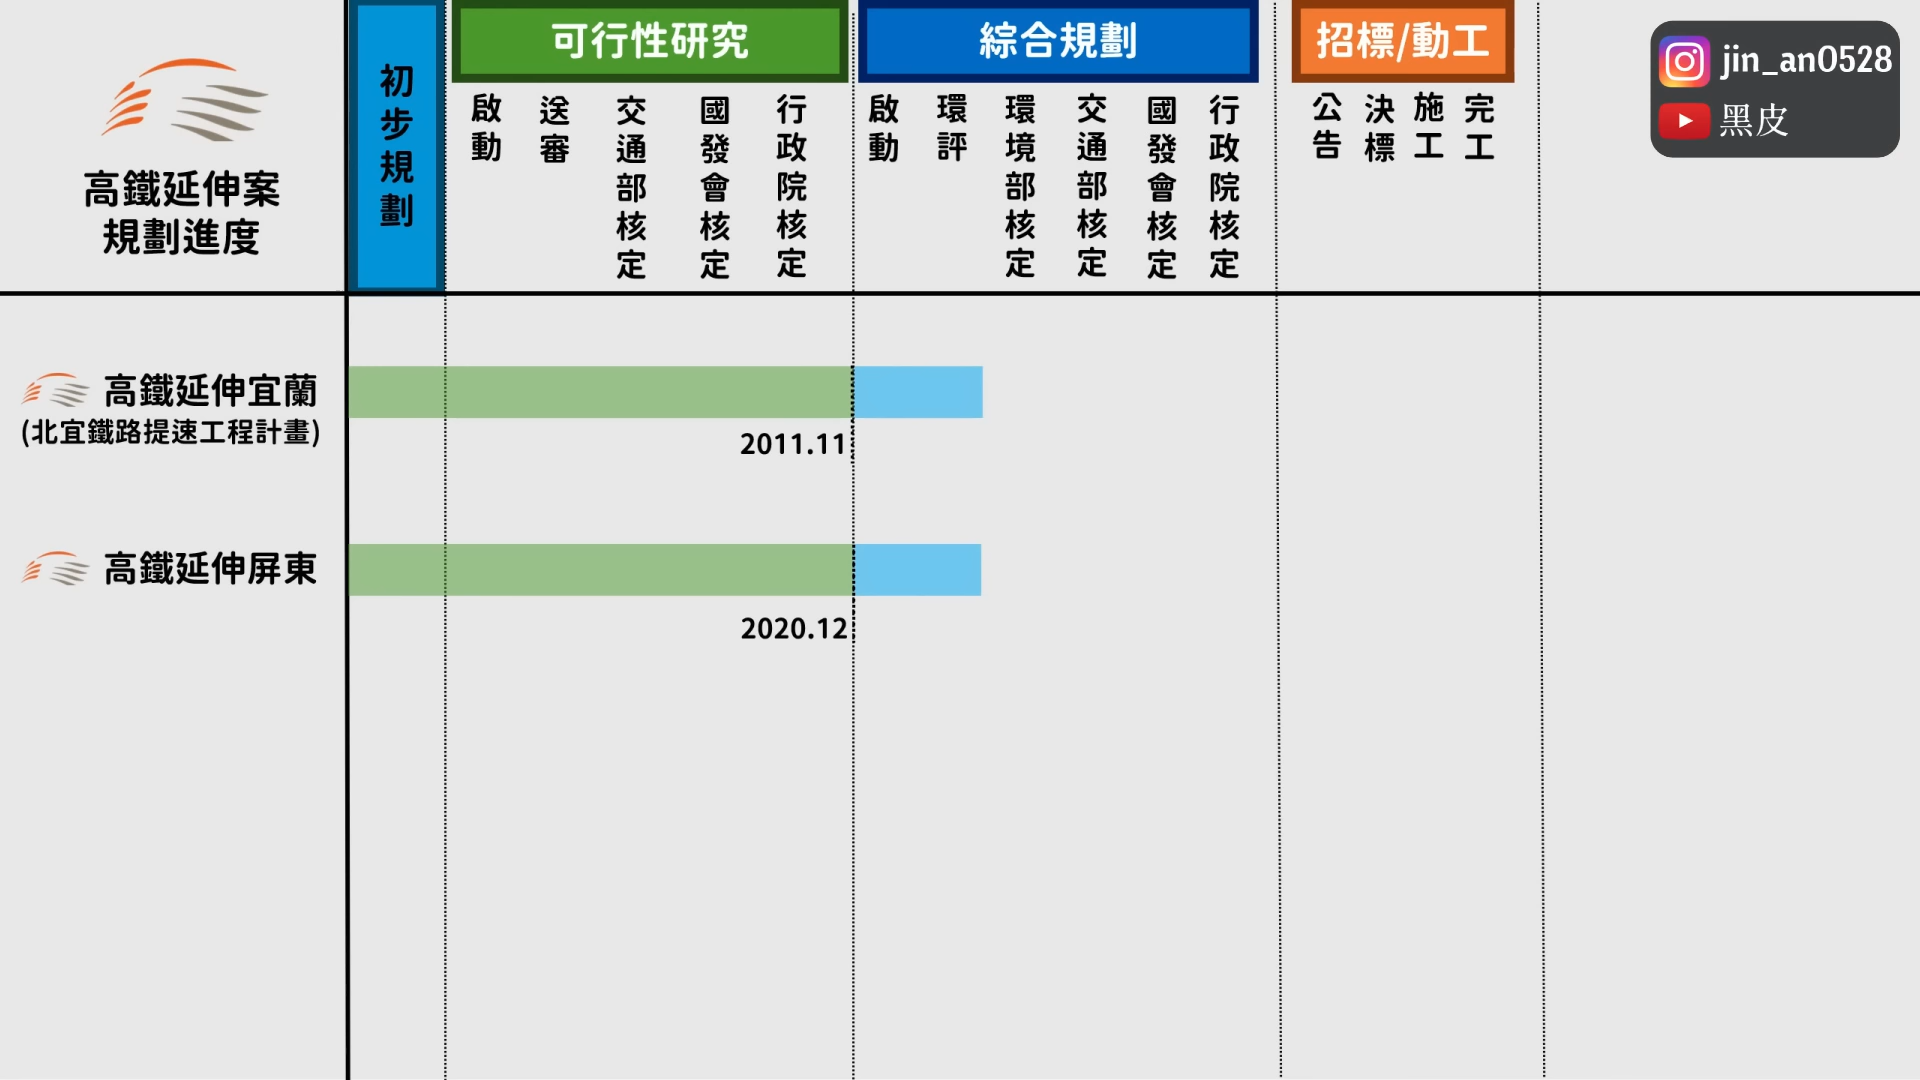 高鐵延伸案
規劃進度
初步規劃
可行性研究
啟動
送審
交通部核定
國發會核定
行政院核定
綜合規劃
啟動
環評
環境部核定
交通部核定
國發會核定
行政院核定
招標/動工
公告
決標
施工
完工
jin_an0528
黑皮
高鐵延伸宜蘭
(北宜鐵路提速工程計畫)
2011.11
高鐵延伸屏東
2020.12